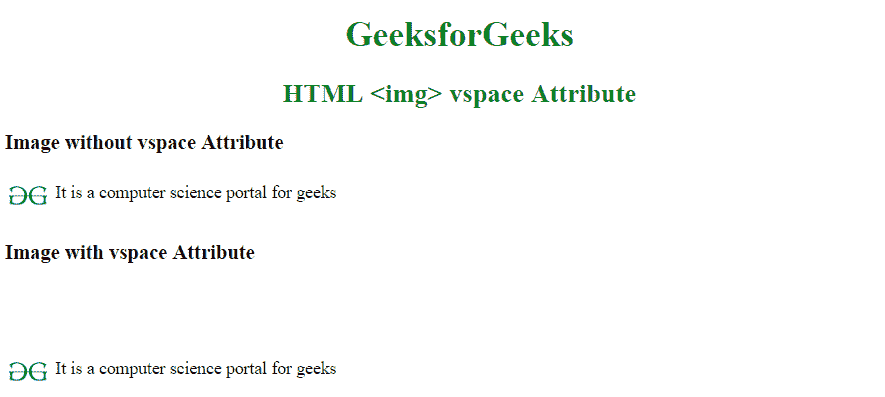 GeeksforGeeks
HTML <img> vspace Attribute
Image without vspace Attribute
It is a computer science portal for geeks
Image with vspace Attribute
It is a computer science portal for geeks